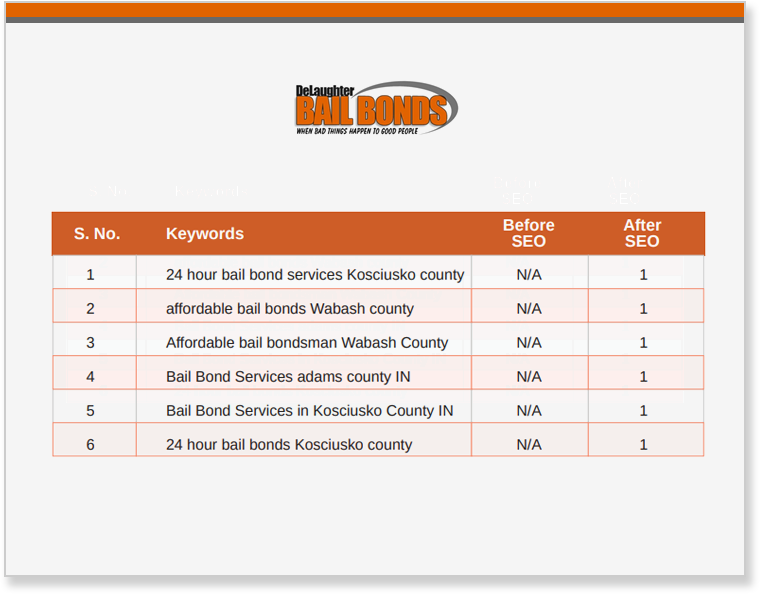 DeLaughter
BAIL BONDS
WHEN BAD THINGS HAPPEN TO GOOD PEOPLE
S. No. Keywords Before SEO After SEO
1 24 hour bail bond services Kosciusko county N/A 1
2 affordable bail bonds Wabash county N/A 1
3 Affordable bail bondsman Wabash County N/A 1
4 Bail Bond Services adams county IN N/A 1
5 Bail Bond Services in Kosciusko County IN N/A 1
6 24 hour bail bonds Kosciusko county N/A 1